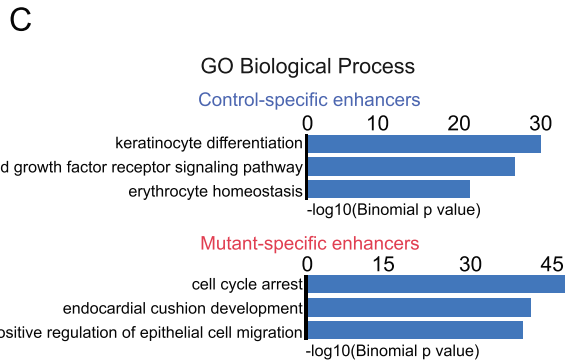 C
GO Biological Process
Control-specific enhancers
0 10 20 30
keratinocyte differentiation
d growth factor receptor signaling pathway
erythrocyte homeostasis
-log10(Binomial p value)
Mutant-specific enhancers
0 15 30 45
cell cycle arrest
endocardial cushion development
ositive regulation of epithelial cell migration
-log10(Binomial p value)